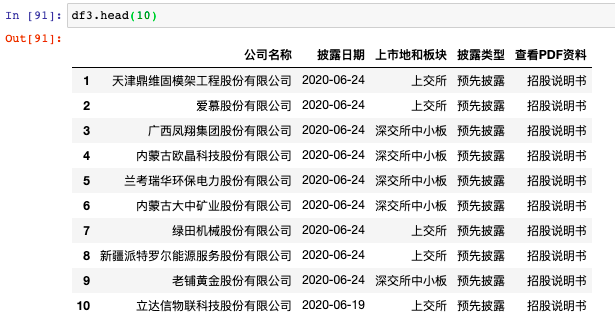 In [91]: df3.head(10)
Out[91]:
公司名称 披露日期 上市地和板块 披露类型 查看PDF资料
1 天津鼎维固模架工程股份有限公司 2020-06-24 上交所 预先披露 招股说明书
2 爱慕股份有限公司 2020-06-24 上交所 预先披露 招股说明书
3 广西凤翔集团股份有限公司 2020-06-24 深交所中小板 预先披露 招股说明书
4 内蒙古欧晶科技股份有限公司 2020-06-24 深交所中小板 预先披露 招股说明书
5 兰考瑞华环保电力股份有限公司 2020-06-24 深交所中小板 预先披露 招股说明书
6 内蒙古大中矿业股份有限公司 2020-06-24 深交所中小板 预先披露 招股说明书
7 绿田机械股份有限公司 2020-06-24 上交所 预先披露 招股说明书
8 新疆派特罗尔能源服务股份有限公司 2020-06-24 上交所 预先披露 招股说明书
9 老铺黄金股份有限公司 2020-06-24 深交所中小板 预先披露 招股说明书
10 立达信物联科技股份有限公司 2020-06-19 上交所 预先披露 招股说明书